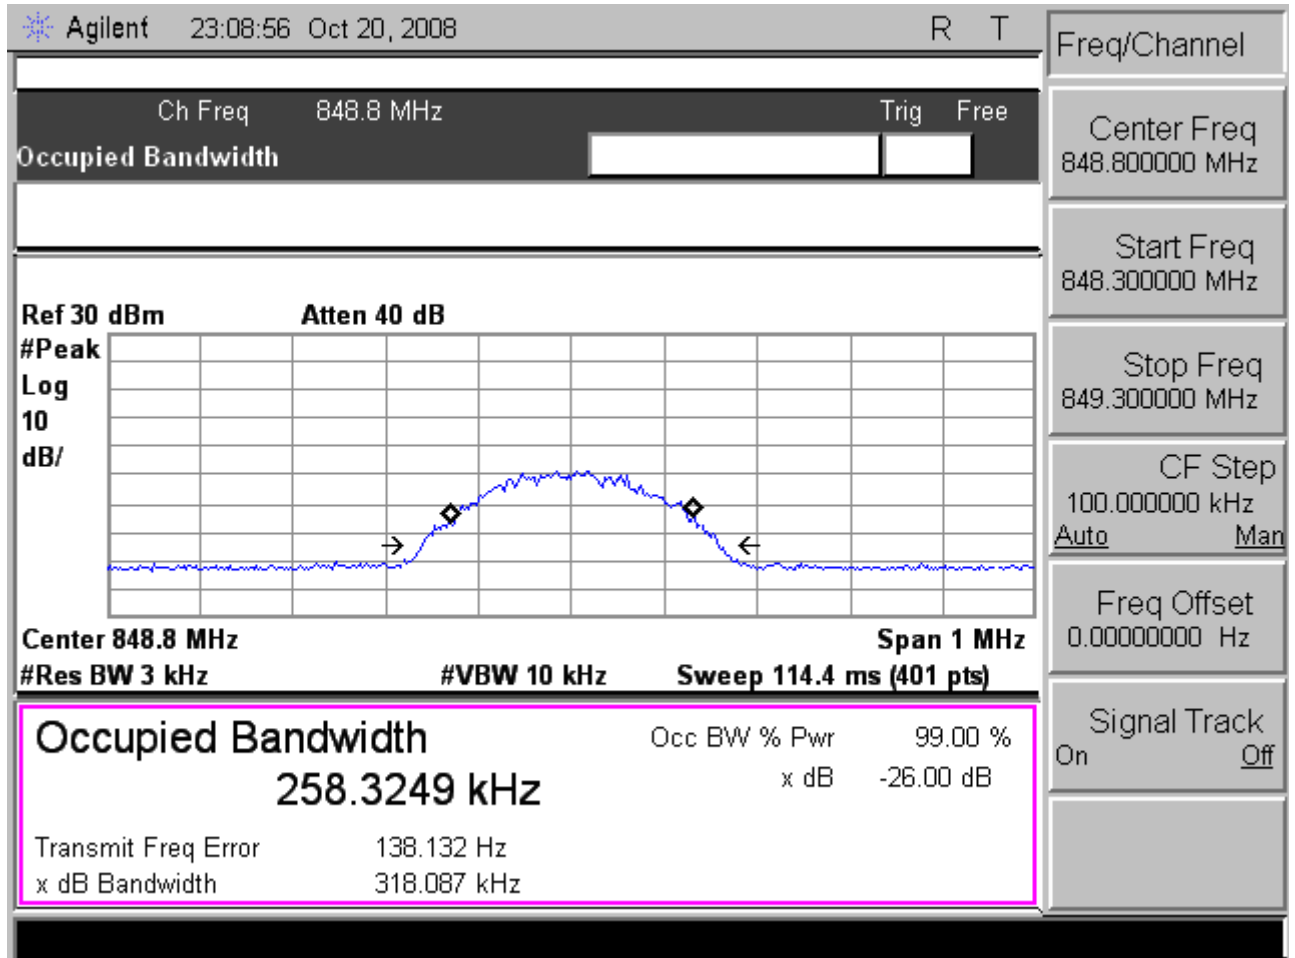 Agilent 23:08:56 Oct 20, 2008 R T
Ch Freq 848.8 MHz Trig Free
Occupied Bandwidth
Ref 30 dBm Atten 40 dB
#Peak
Log
10
dB/
Center 848.8 MHz Span 1 MHz
#Res BW 3 kHz #VBW 10 kHz Sweep 114.4 ms (401 pts)
Occupied Bandwidth
258.3249 kHz
Occ BW % Pwr 99.00 %
x dB -26.00 dB
Transmit Freq Error 138.132 Hz
x dB Bandwidth 318.087 kHz
Freq/Channel
Center Freq
848.800000 MHz
Start Freq
848.300000 MHz
Stop Freq
849.300000 MHz
CF Step
100.000000 kHz
Auto Man
Freq Offset
0.00000000 Hz
Signal Track
On Off